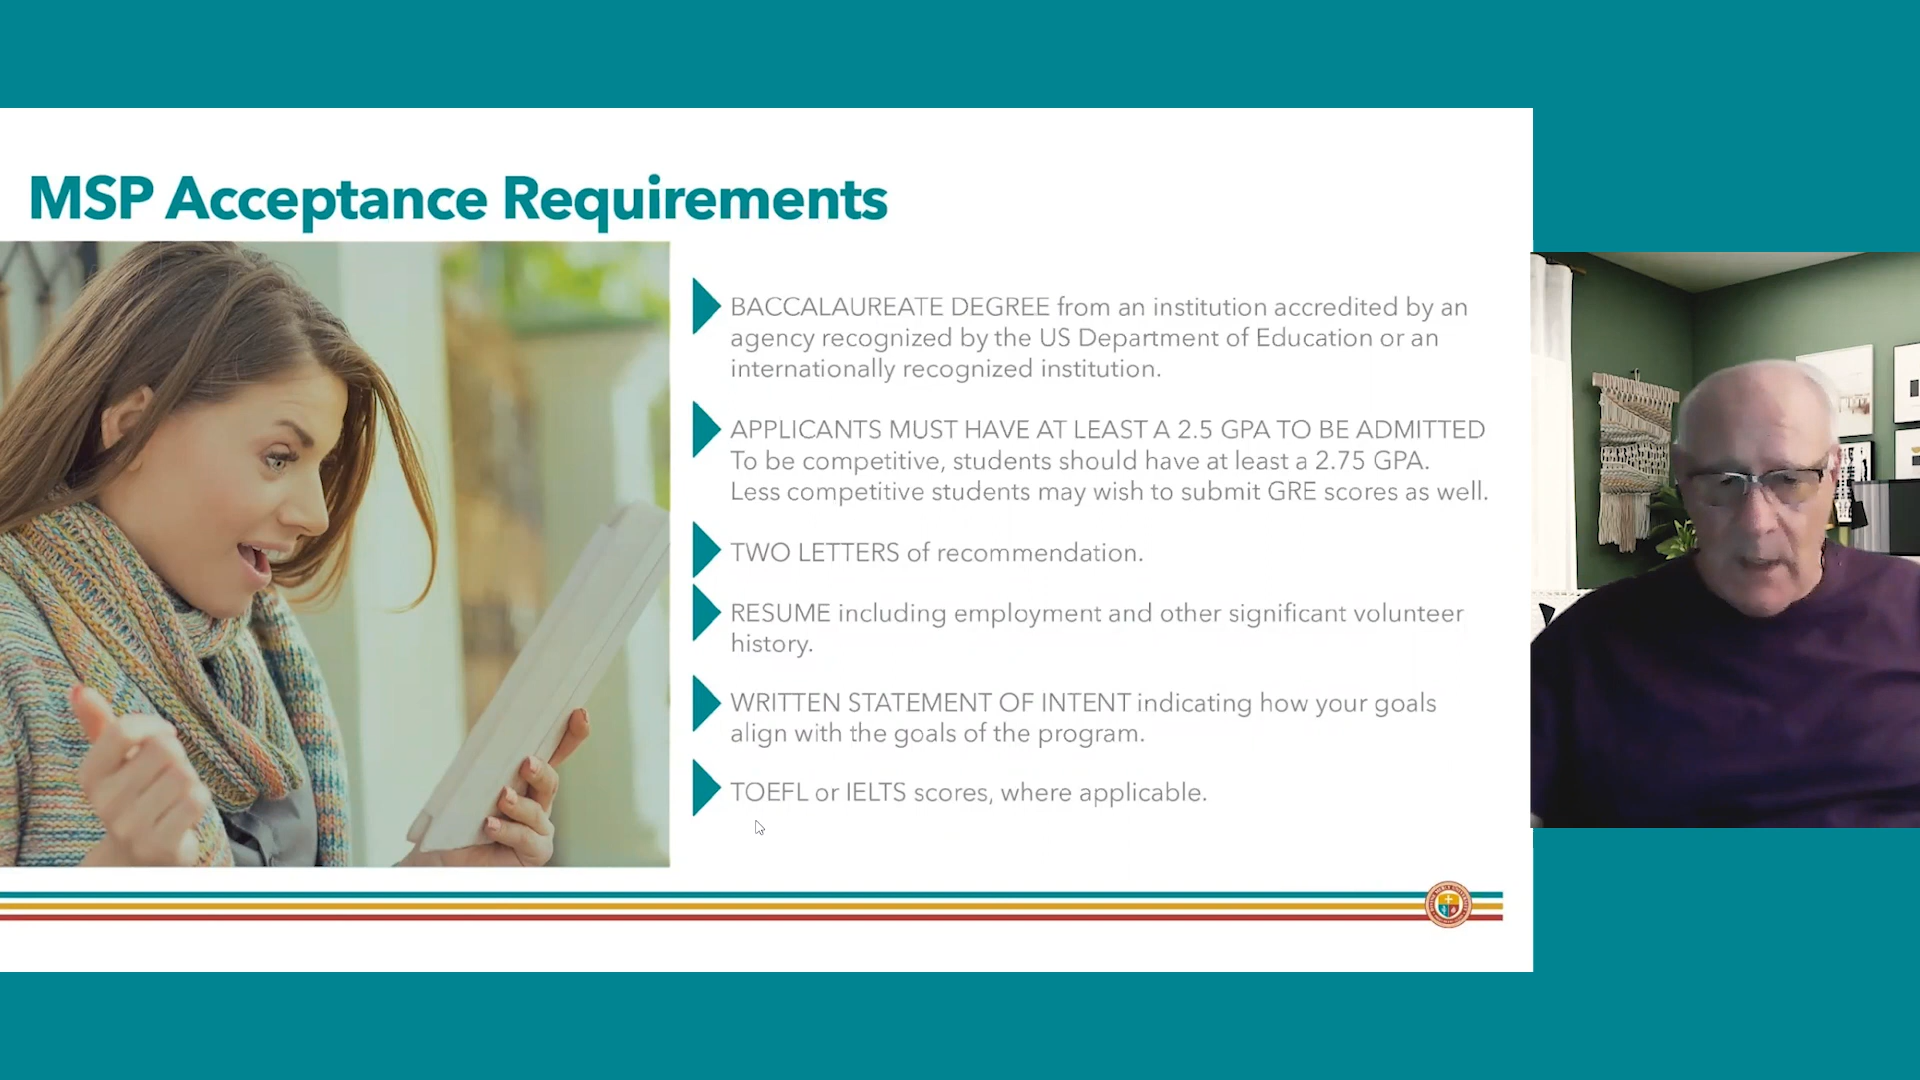 MSP Acceptance Requirements
BACCALAUREATE DEGREE from an institution accredited by an
agency recognized by the US Department of Education or an
internationally recognized institution.
APPLICANTS MUST HAVE AT LEAST A 2.5 GPA TO BE ADMITTED
To be competitive, students should have at least a 2.75 GPA.
Less competitive students may wish to submit GRE scores as well.
TWO LETTERS of recommendation.
RESUME including employment and other significant volunteer
history.
WRITTEN STATEMENT OF INTENT indicating how your goals
align with the goals of the program.
TOEFL or IELTS scores, where applicable.